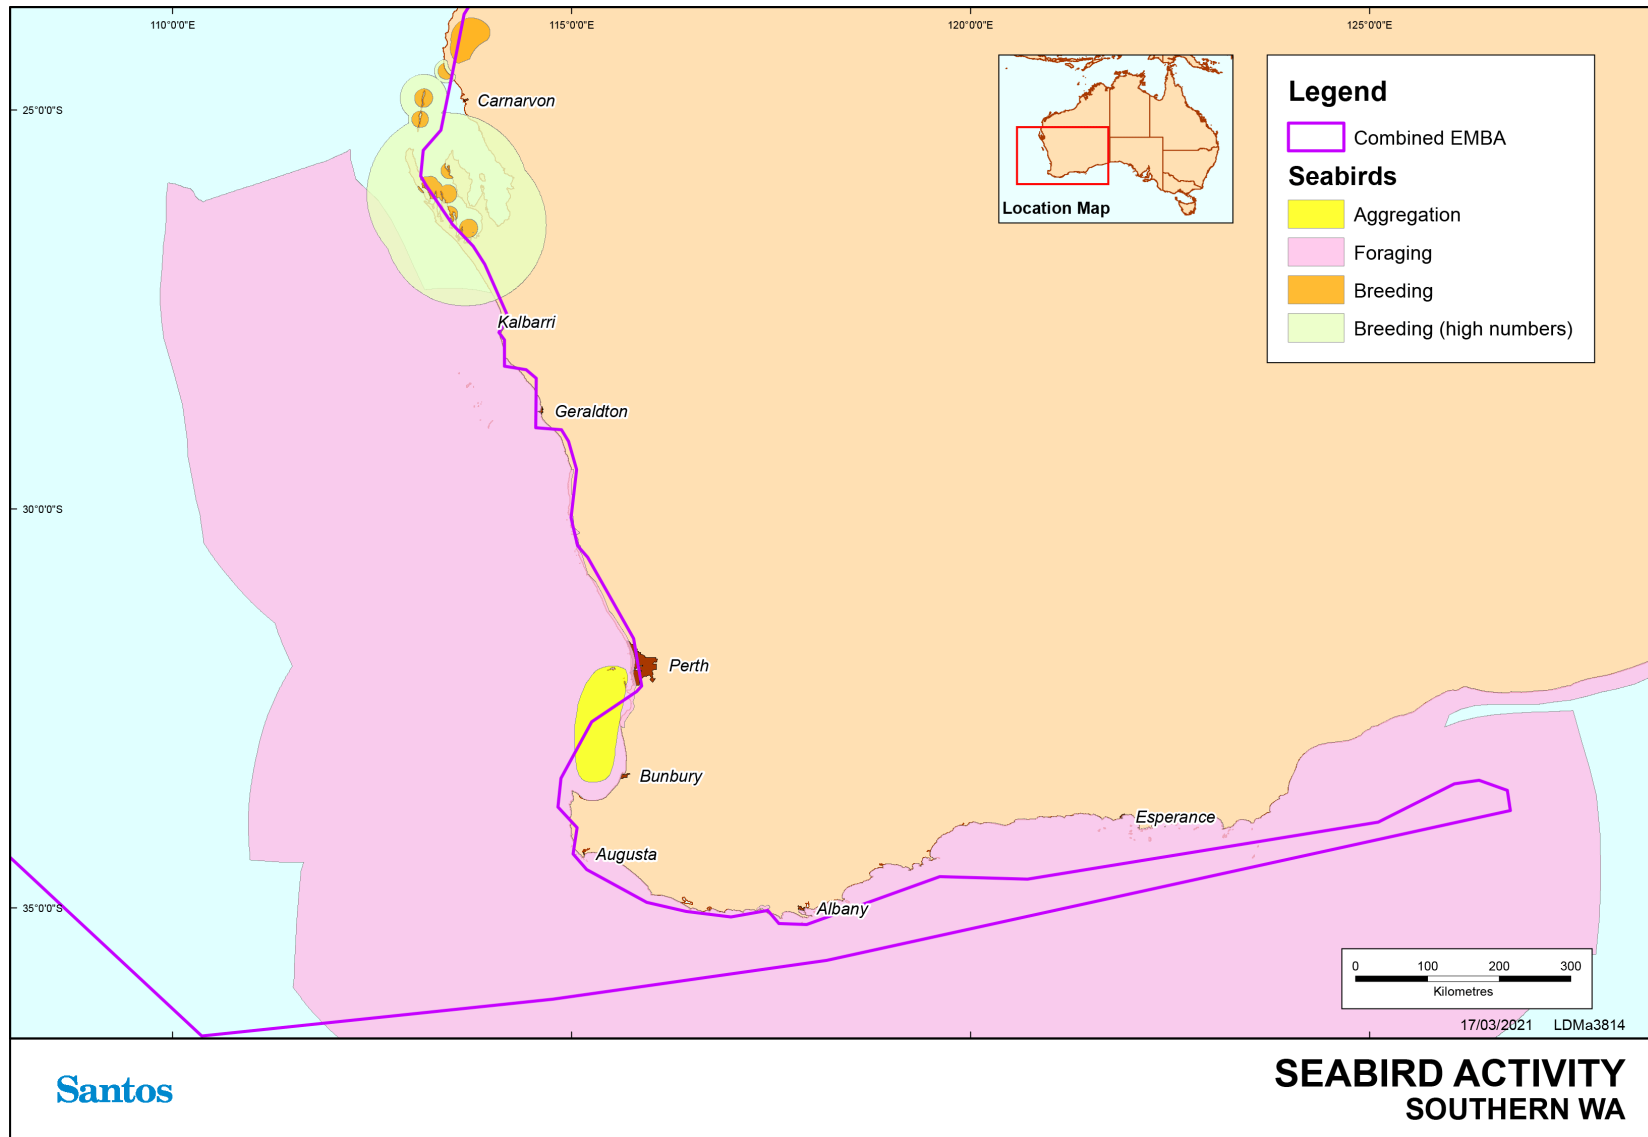 110°0'0"E
115°0'0"E
120°0'0"E
125°0'0"E
25°0'0"S
30°0'0"S
35°0'0"S
Carnarvon
Kalbarri
Geraldton
Perth
Bunbury
Augusta
Albany
Esperance
Location Map
Legend
Combined EMBA
Seabirds
Aggregation
Foraging
Breeding
Breeding (high numbers)
0 100 200 300
Kilometres
17/03/2021 LDMa3814
Santos
SEABIRD ACTIVITY
SOUTHERN WA